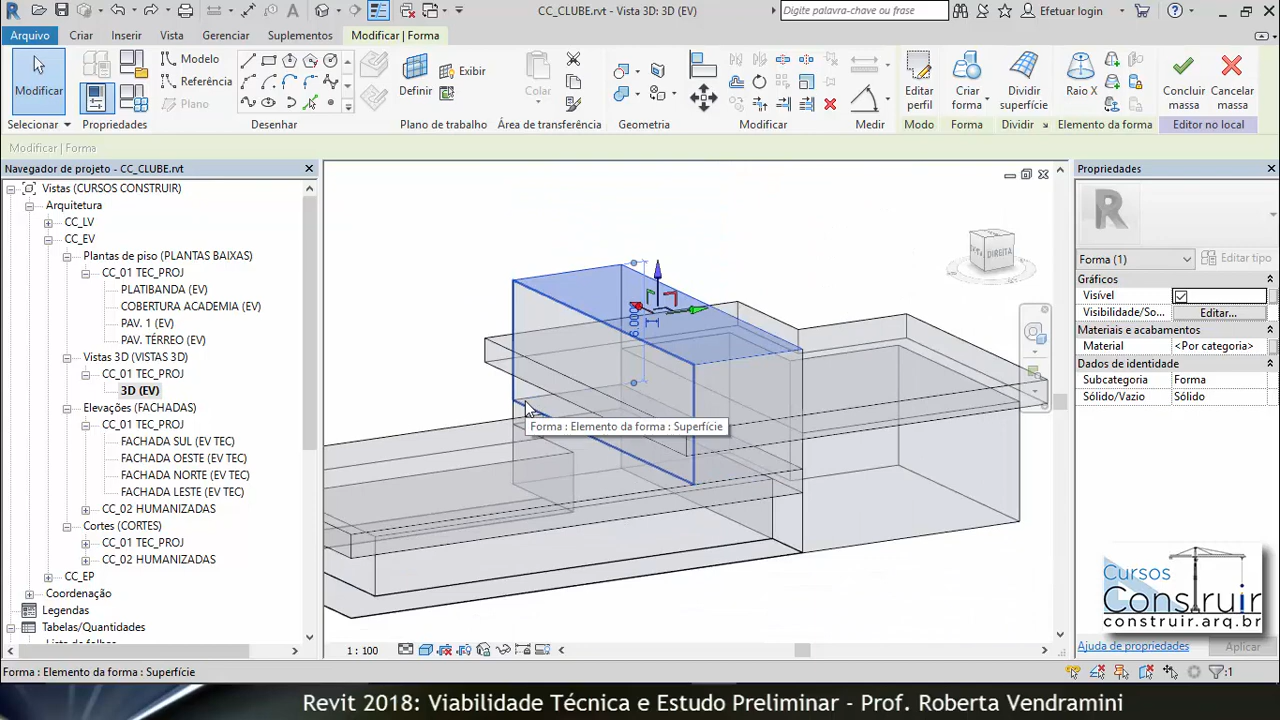 CC_CLUBE.rvt - Vista 3D: 3D (EV)
Digite palavra-chave ou frase
Efetuar login
Arquivo Criar Inserir Vista Gerenciar Suplementos Modificar | Forma
Modificar
Modelo
Referência
Plano
Definir
Exibir
Colar
Editar perfil
Criar forma
Dividir superfície
Raio X
Concluir massa
Cancelar massa
Selecionar Propriedades Desenhar Plano de trabalho Área de transferência Geometria Modificar Medir Modo Forma Dividir Elemento da forma Editor no local
Modificar | Forma
Navegador de projeto - CC_CLUBE.rvt
Vistas (CURSOS CONSTRUIR)
Arquitetura
CC_LV
CC_EV
Plantas de piso (PLANTAS BAIXAS)
CC_01 TEC_PROJ
PLATIBANDA (EV)
COBERTURA ACADEMIA (EV)
PAV. 1 (EV)
PAV. TÉRREO (EV)
Vistas 3D (VISTAS 3D)
CC_01 TEC_PROJ
3D (EV)
Elevações (FACHADAS)
CC_01 TEC_PROJ
FACHADA SUL (EV TEC)
FACHADA OESTE (EV TEC)
FACHADA NORTE (EV TEC)
FACHADA LESTE (EV TEC)
CC_02 HUMANIZADAS
Cortes (CORTES)
CC_01 TEC_PROJ
CC_02 HUMANIZADAS
CC_EP
Coordenação
Legendas
Tabelas/Quantidades
DIREITA
Forma : Elemento da forma : Superfície
Propriedades
Forma (1)
Editar tipo
Gráficos
Visível
Visibilidade/So... Editar...
Materiais e acabamentos
Material <Por categoria>
Dados de identidade
Subcategoria Forma
Sólido/Vazio Sólido
Cursos
Construir
construir.arq.br
Ajuda de propriedades
Aplicar
1 : 100
Forma : Elemento da forma : Superfície
:1
Revit 2018: Viabilidade Técnica e Estudo Preliminar - Prof. Roberta Vendramini